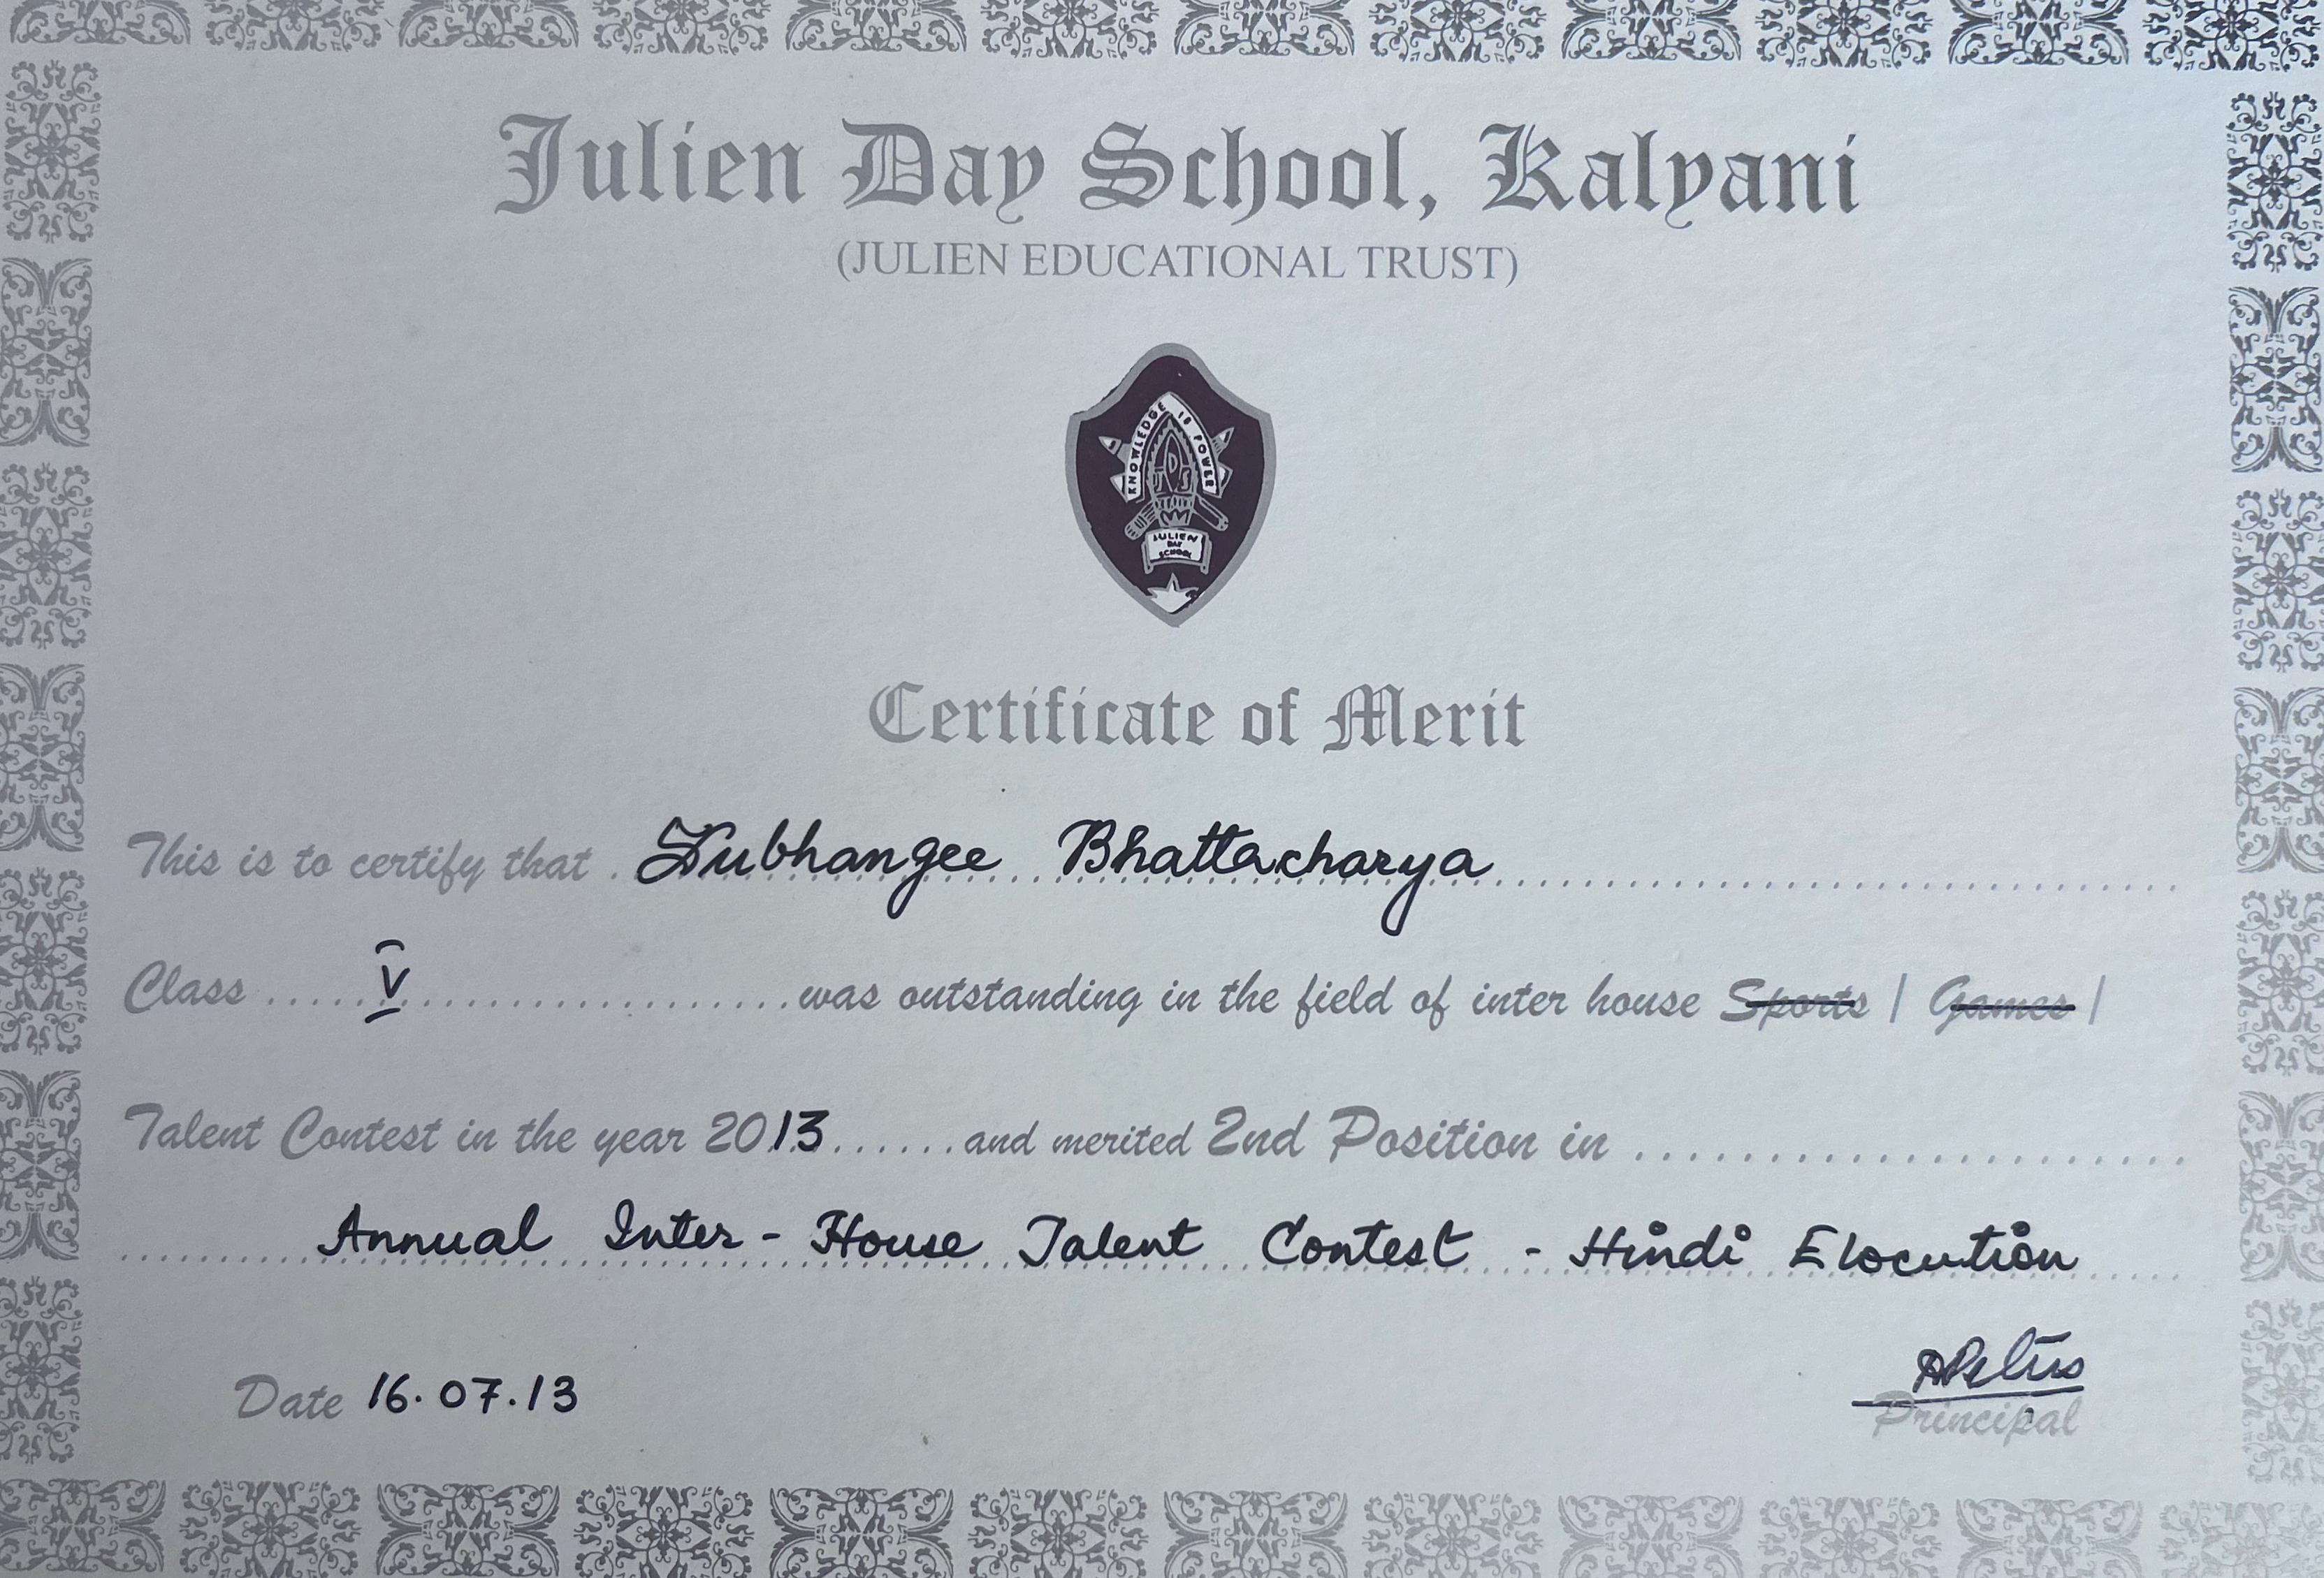 Julien Day School, Kalyani
(JULIEN EDUCATIONAL TRUST)
KNOWLEDGE IS POWER
JDS
JULIEN
DAY
SCHOOL
Certificate of Merit
This is to certify that Subhangee Bhattacharya
Class V was outstanding in the field of inter house Sports / Games /
Talent Contest in the year 2013 and merited 2nd Position in
Annual Inter - House Talent Contest - Hindi Elocution
Date 16.07.13
Principal